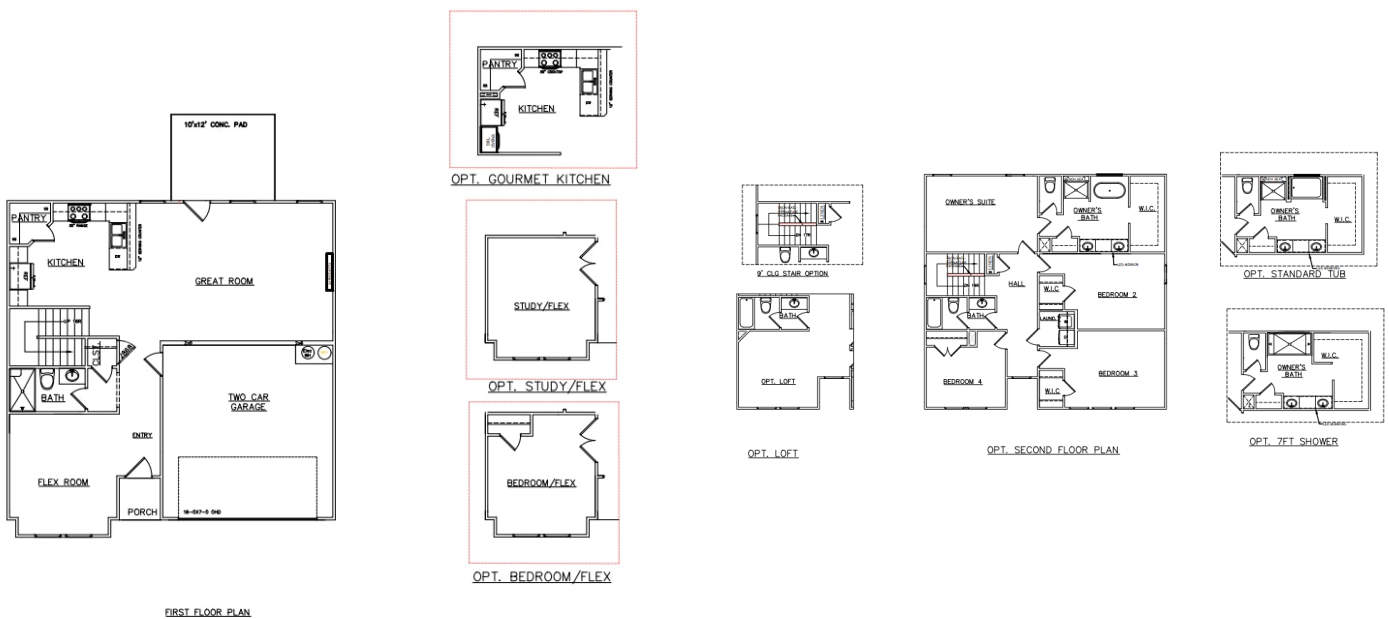 10'x12' CONC. PAD
PANTRY
KITCHEN
GREAT ROOM
UP
CLST
BATH
TWO CAR
GARAGE
ENTRY
FLEX ROOM
PORCH
FIRST FLOOR PLAN
PANTRY
KITCHEN
OPT. GOURMET KITCHEN
STUDY/FLEX
OPT. STUDY/FLEX
BEDROOM/FLEX
OPT. BEDROOM/FLEX
9' CLG STAIR OPTION
BATH
OPT. LOFT
OPT. LOFT
OWNER'S SUITE
OWNER'S
BATH
W.I.C.
HALL
W.I.C
BEDROOM 2
BATH
LAUND.
BEDROOM 4
W.I.C
BEDROOM 3
OPT. SECOND FLOOR PLAN
OWNER'S
BATH
W.I.C.
OPT. STANDARD TUB
W.I.C.
OWNER'S
BATH
OPT. 7FT SHOWER